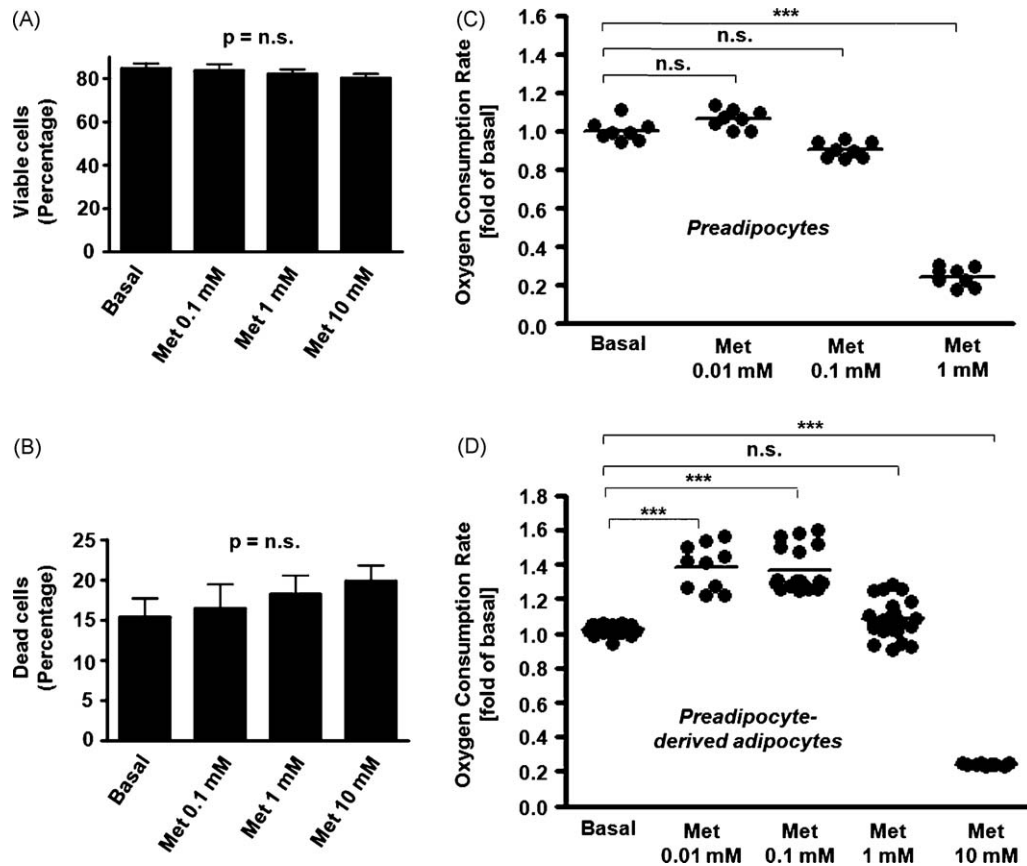 (A)
p = n.s.
Viable cells
(Percentage)
80
60
40
20
0
Basal
Met 0.1 mM
Met 1 mM
Met 10 mM
(B)
p = n.s.
Dead cells
(Percentage)
25
20
15
10
5
0
Basal
Met 0.1 mM
Met 1 mM
Met 10 mM
(C)
***
n.s.
n.s.
Oxygen Consumption Rate
[fold of basal]
1.6
1.4
1.2
1.0
0.8
0.6
0.4
0.2
0.0
Preadipocytes
Basal
Met
0.01 mM
Met
0.1 mM
Met
1 mM
(D)
***
n.s.
***
***
Oxygen Consumption Rate
[fold of basal]
1.8
1.6
1.4
1.2
1.0
0.8
0.6
0.4
0.2
0.0
Preadipocyte-
derived adipocytes
Basal
Met
0.01 mM
Met
0.1 mM
Met
1 mM
Met
10 mM